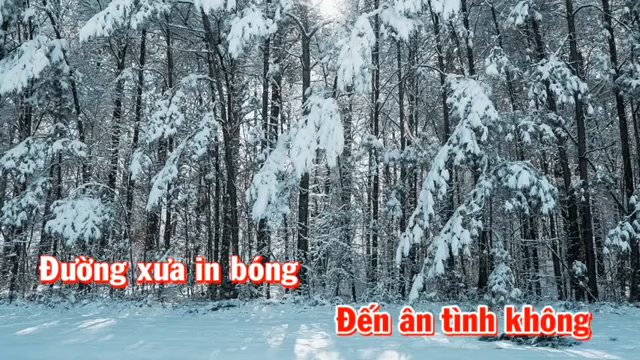 Đường xưa in bóng
Đến ân tình không